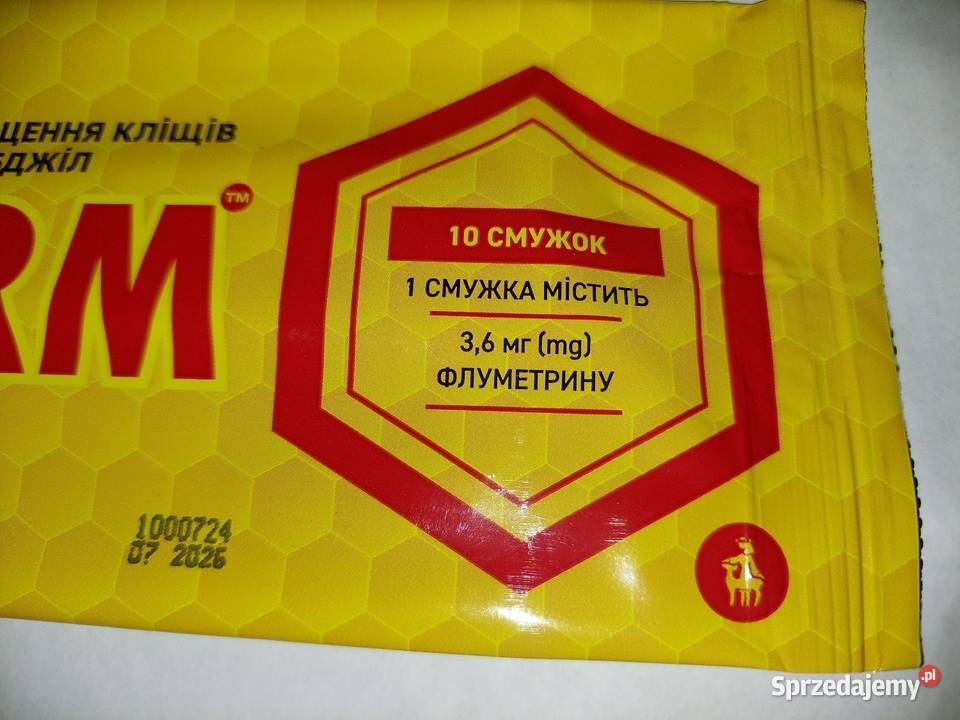 ЩЕННЯ КЛІЩІВ
БДЖІЛ
RM™
10 СМУЖОК
1 СМУЖКА МІСТИТЬ
3,6 мг (mg)
ФЛУМЕТРИНУ
1000724
07 2026
Sprzedajemy.pl